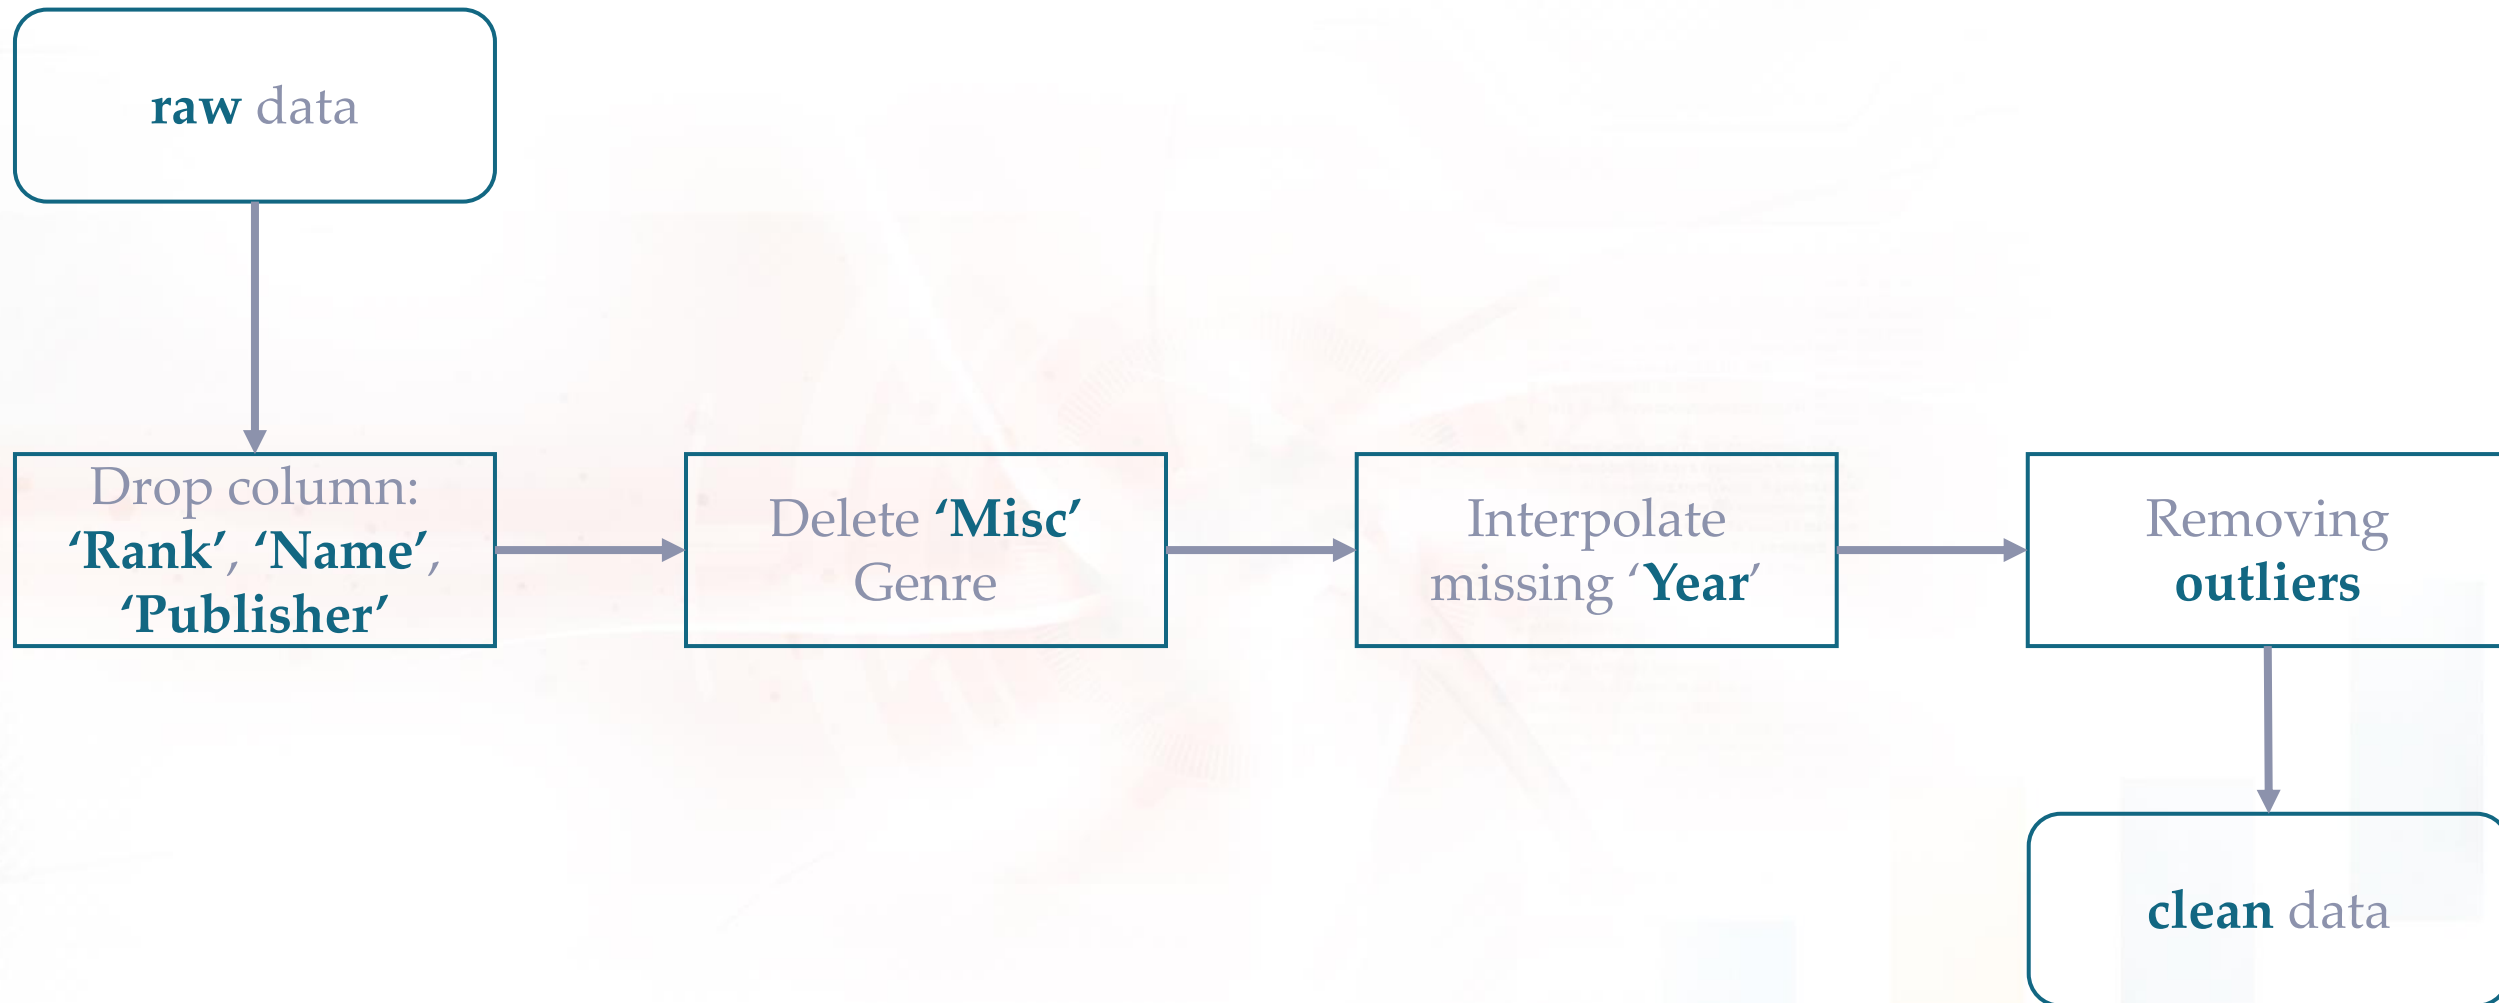 raw data
Drop column:
‘Rank’, ‘Name’,
‘Publisher’
Delete ‘Misc’
Genre
Interpolate
missing ‘Year’
Removing
outliers
clean data